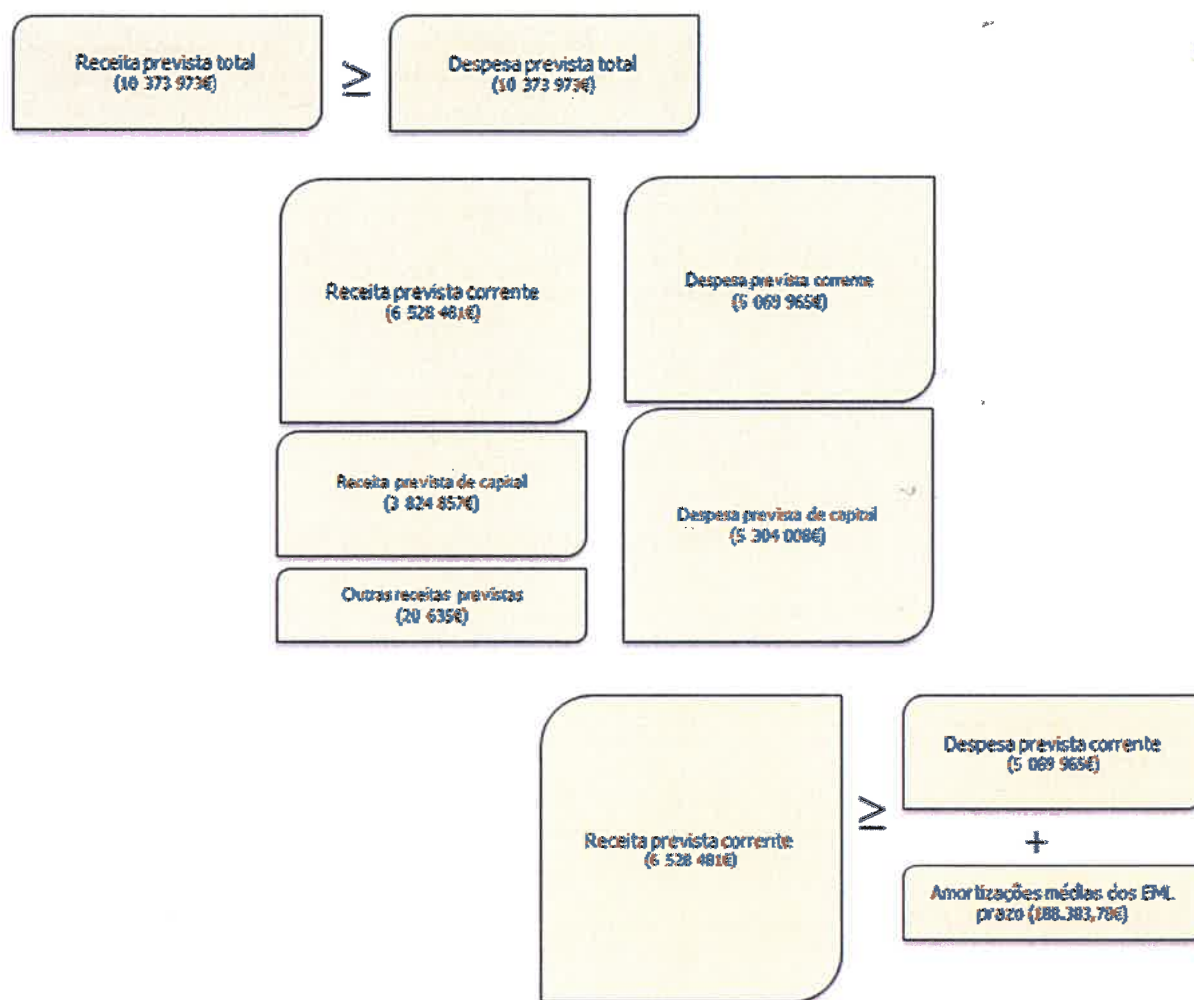 Receita prevista total
(10 373 973€)
≥
Despesa prevista total
(10 373 973€)
Receita prevista corrente
(6 528 481€)
Despesa prevista corrente
(5 069 965€)
Receita prevista de capital
(3 824 857€)
Despesa prevista de capital
(5 304 008€)
Outras receitas previstas
(20 635€)
Receita prevista corrente
(6 528 481€)
≥
Despesa prevista corrente
(5 069 965€)
+
Amortizações médias dos EML
prazo (188.383,78€)